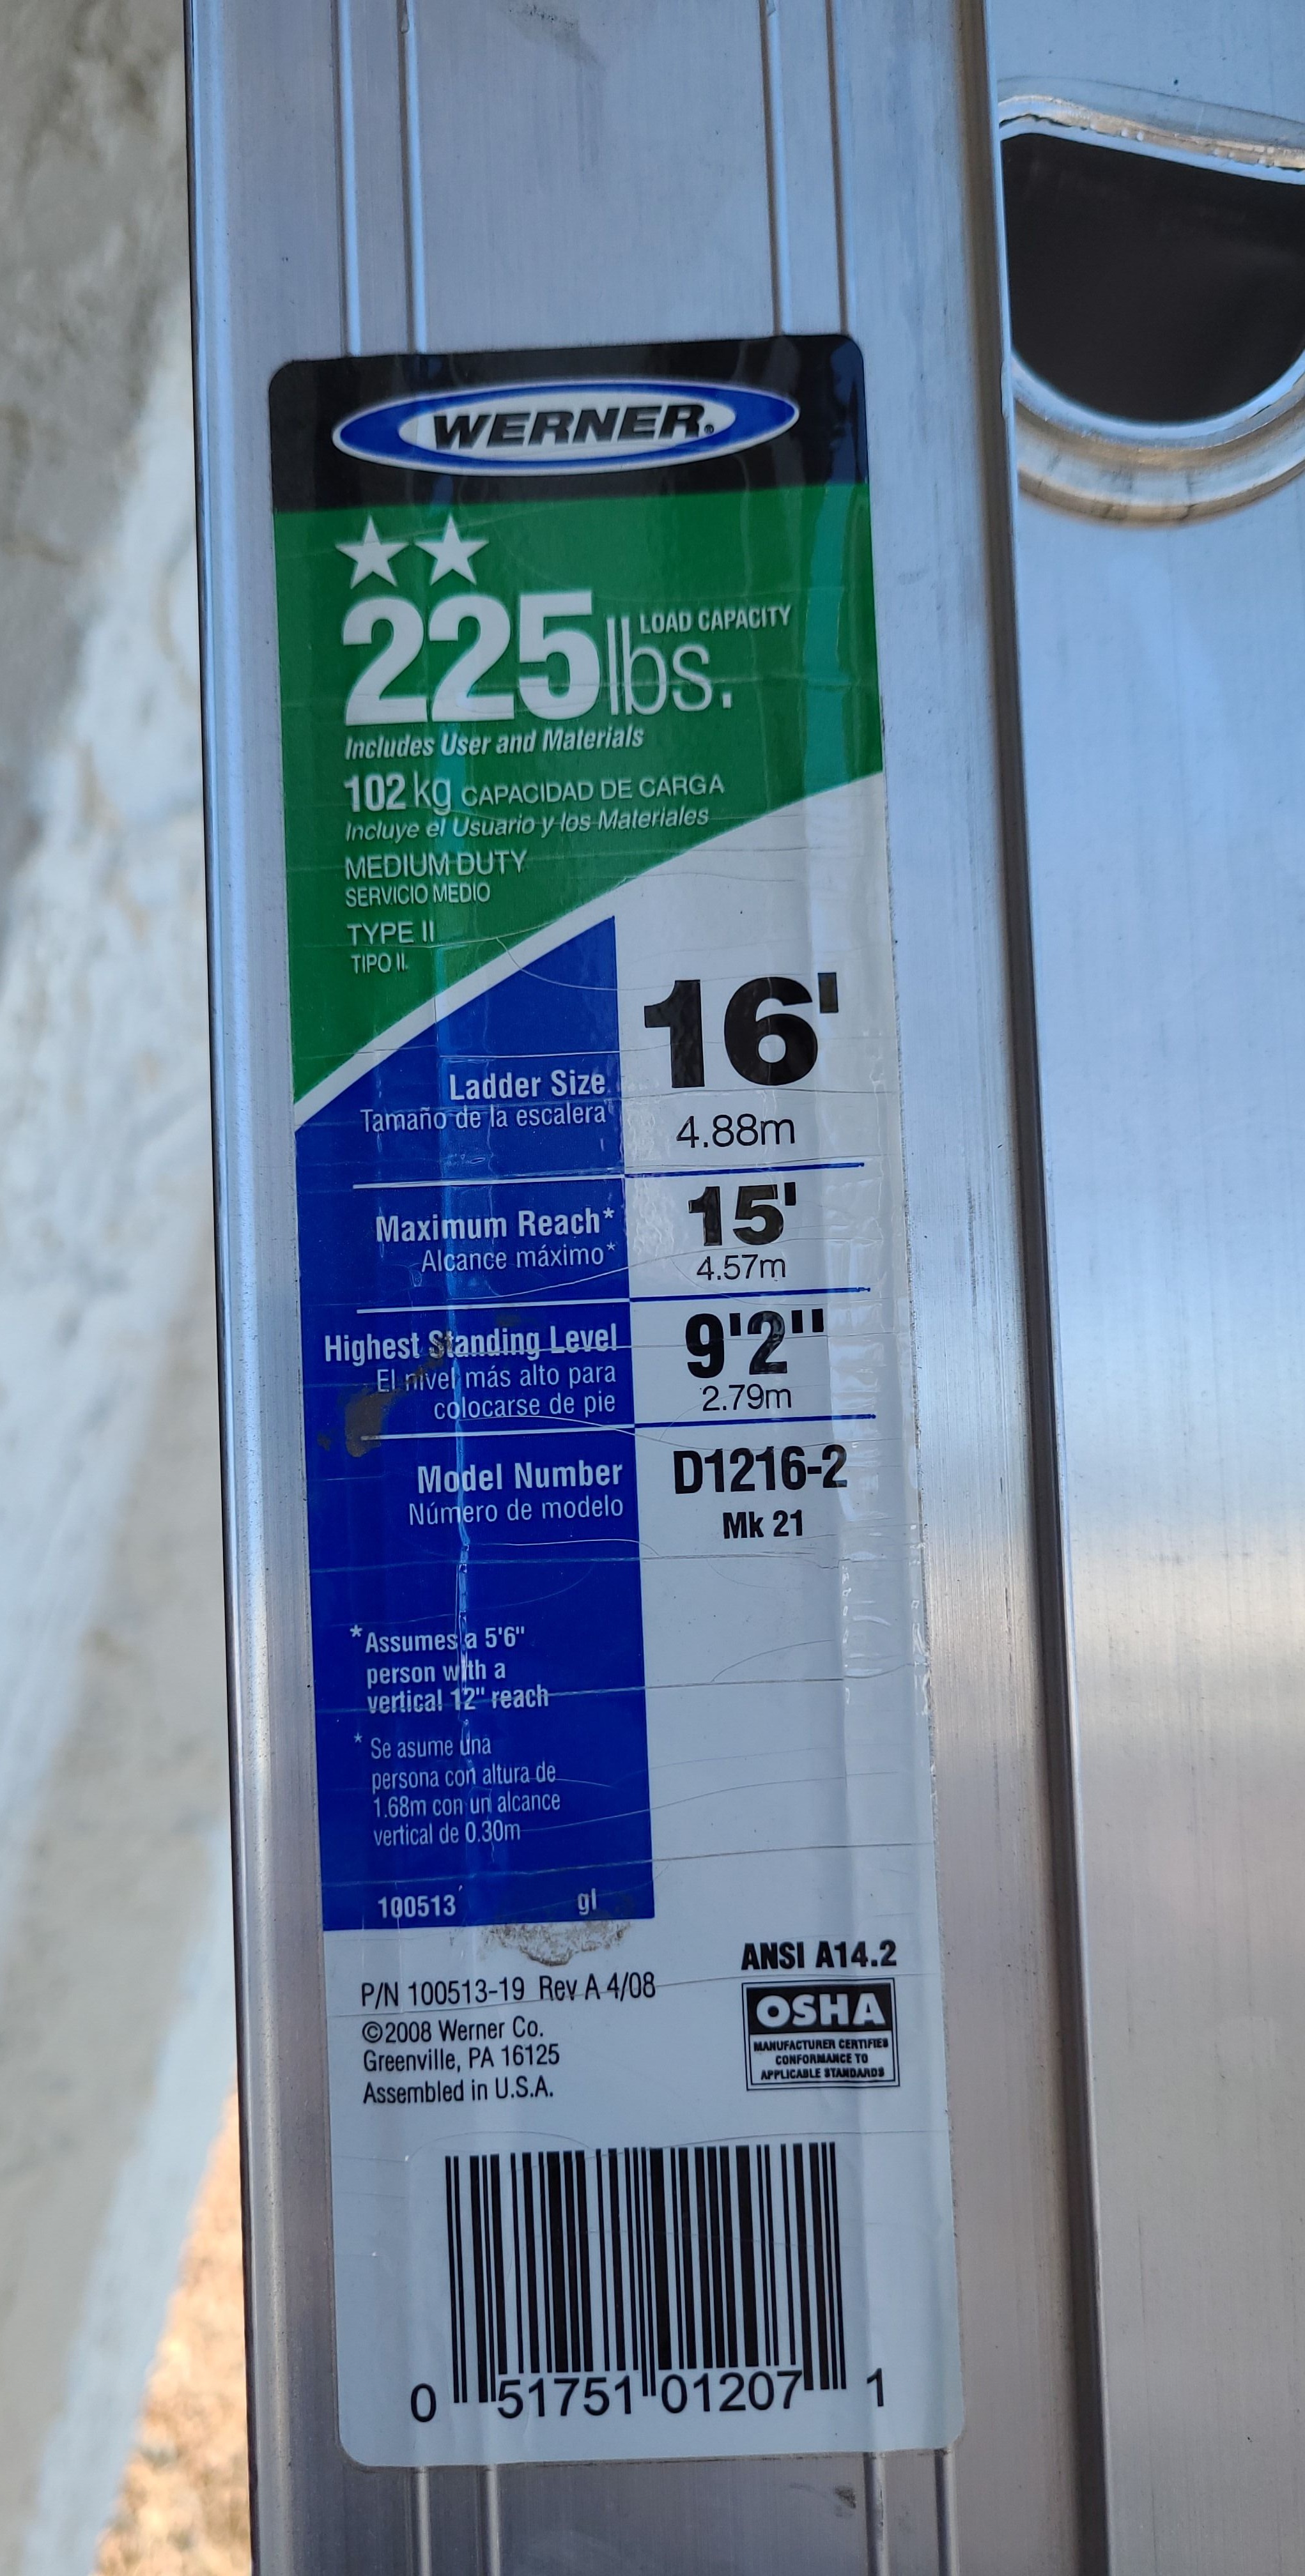 WERNER®
225 lbs. LOAD CAPACITY
Includes User and Materials
102 kg CAPACIDAD DE CARGA
Incluye el Usuario y los Materiales
MEDIUM DUTY
SERVICIO MEDIO
TYPE II
TIPO II
Ladder Size 16'
Tamaño de la escalera 4.88m
Maximum Reach* 15'
Alcance máximo* 4.57m
Highest Standing Level 9'2"
El nivel más alto para
colocarse de pie 2.79m
Model Number D1216-2
Número de modelo Mk 21
*Assumes a 5'6"
person with a
vertical 12" reach
* Se asume una
persona con altura de
1.68m con un alcance
vertical de 0.30m
100513 gl
P/N 100513-19 Rev A 4/08
©2008 Werner Co.
Greenville, PA 16125
Assembled in U.S.A.
ANSI A14.2
OSHA
MANUFACTURER CERTIFIES
CONFORMANCE TO
APPLICABLE STANDARDS
0 51751 01207 1